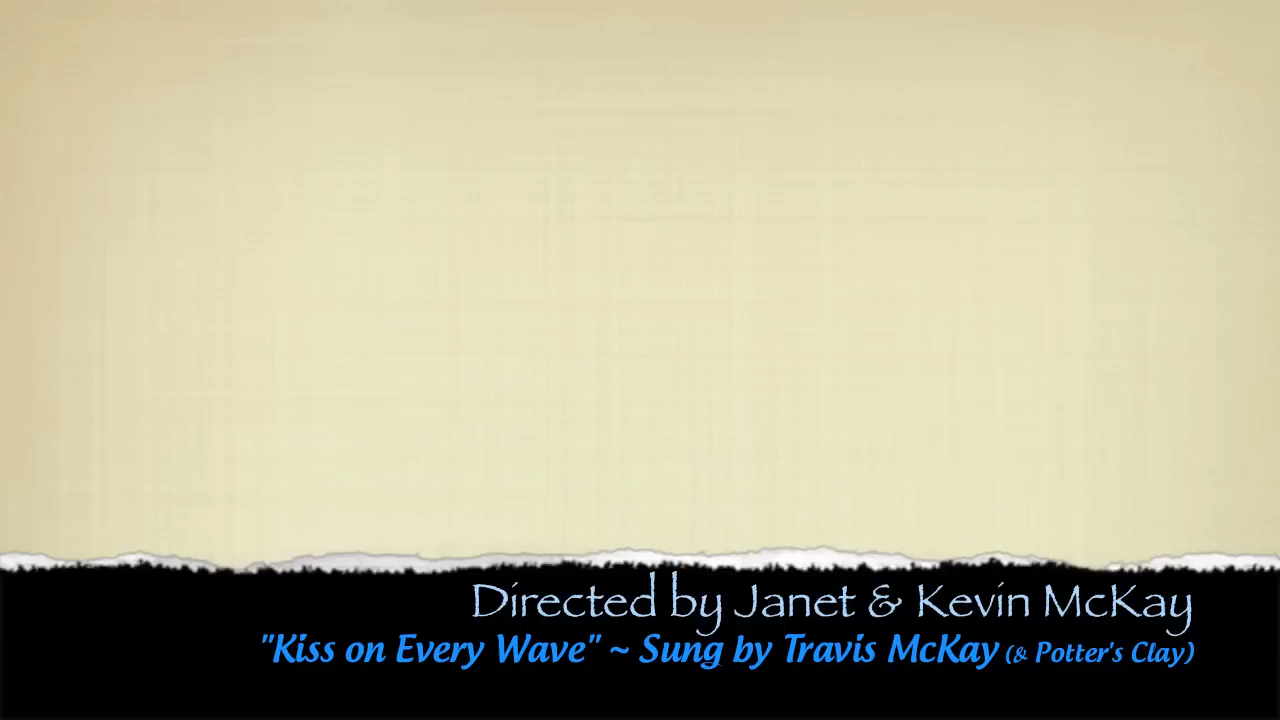 Directed by Janet & Kevin McKay
"Kiss on Every Wave" ~ Sung by Travis McKay (& Potter's Clay)